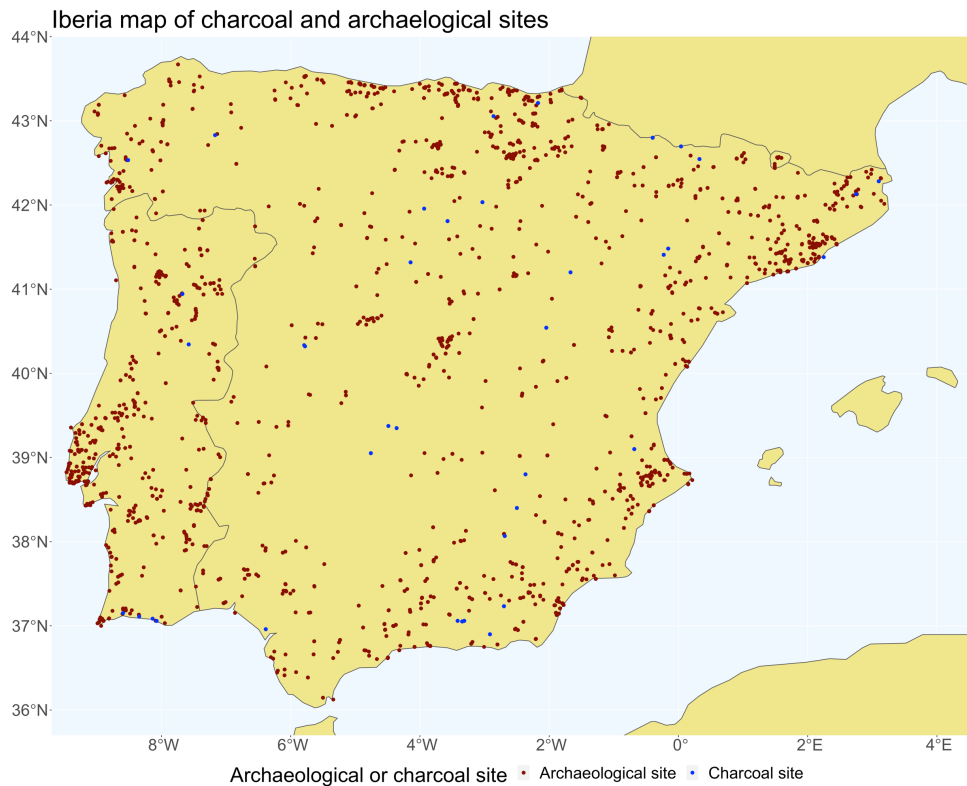 Iberia map of charcoal and archaelogical sites
44°N
43°N
42°N
41°N
40°N
39°N
38°N
37°N
36°N
8°W 6°W 4°W 2°W 0° 2°E 4°E
Archaeological or charcoal site Archaeological site Charcoal site